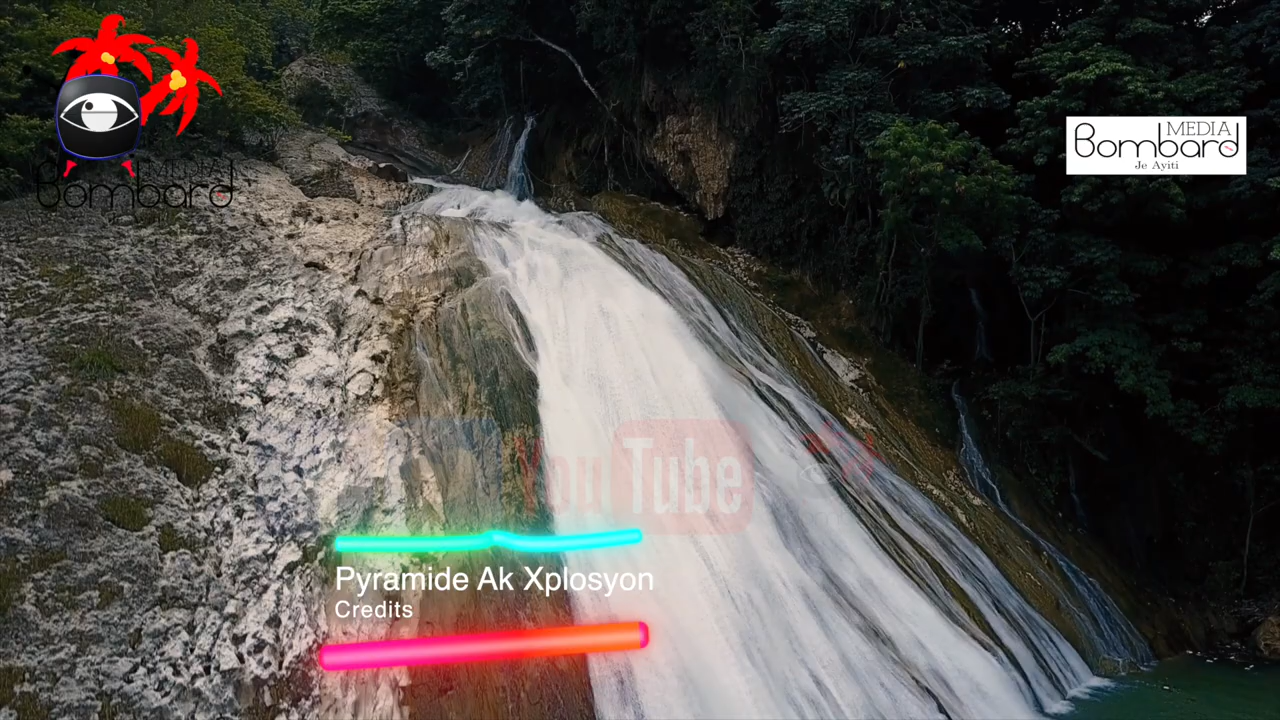 Bombard
MEDIA
Bombard
Je Ayiti
YouTube
Pyramide Ak Xplosyon
Credits